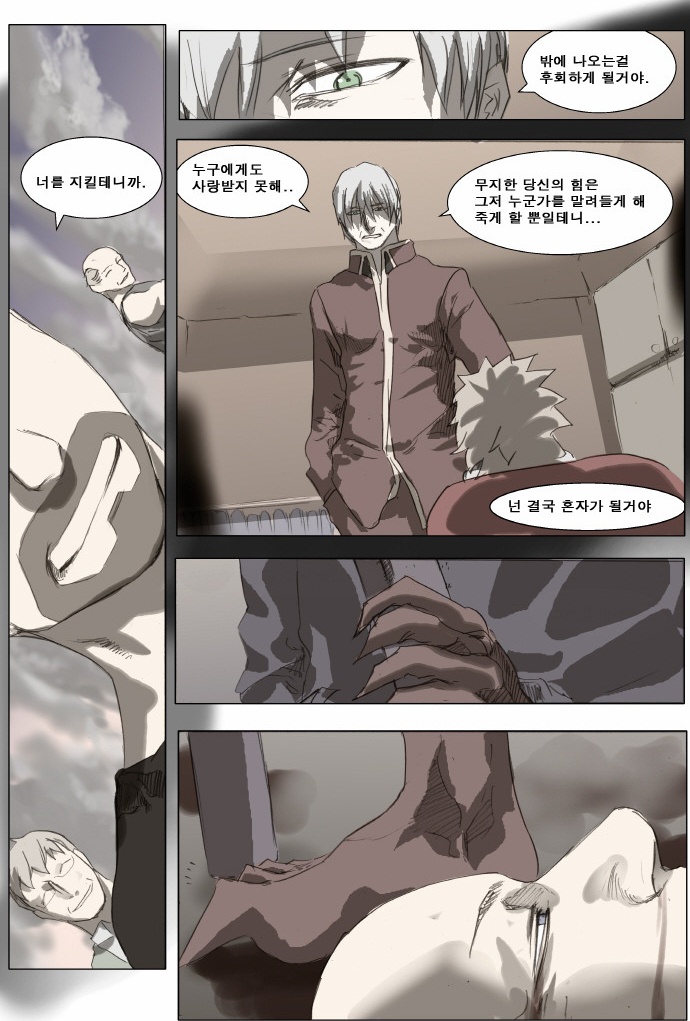 너를 지킬테니까.
밖에 나오는걸
후회하게 될거야.
누구에게도
사랑받지 못해..
무지한 당신의 힘은
그저 누군가를 말려들게 해
죽게 할 뿐일테니...
넌 결국 혼자가 될거야